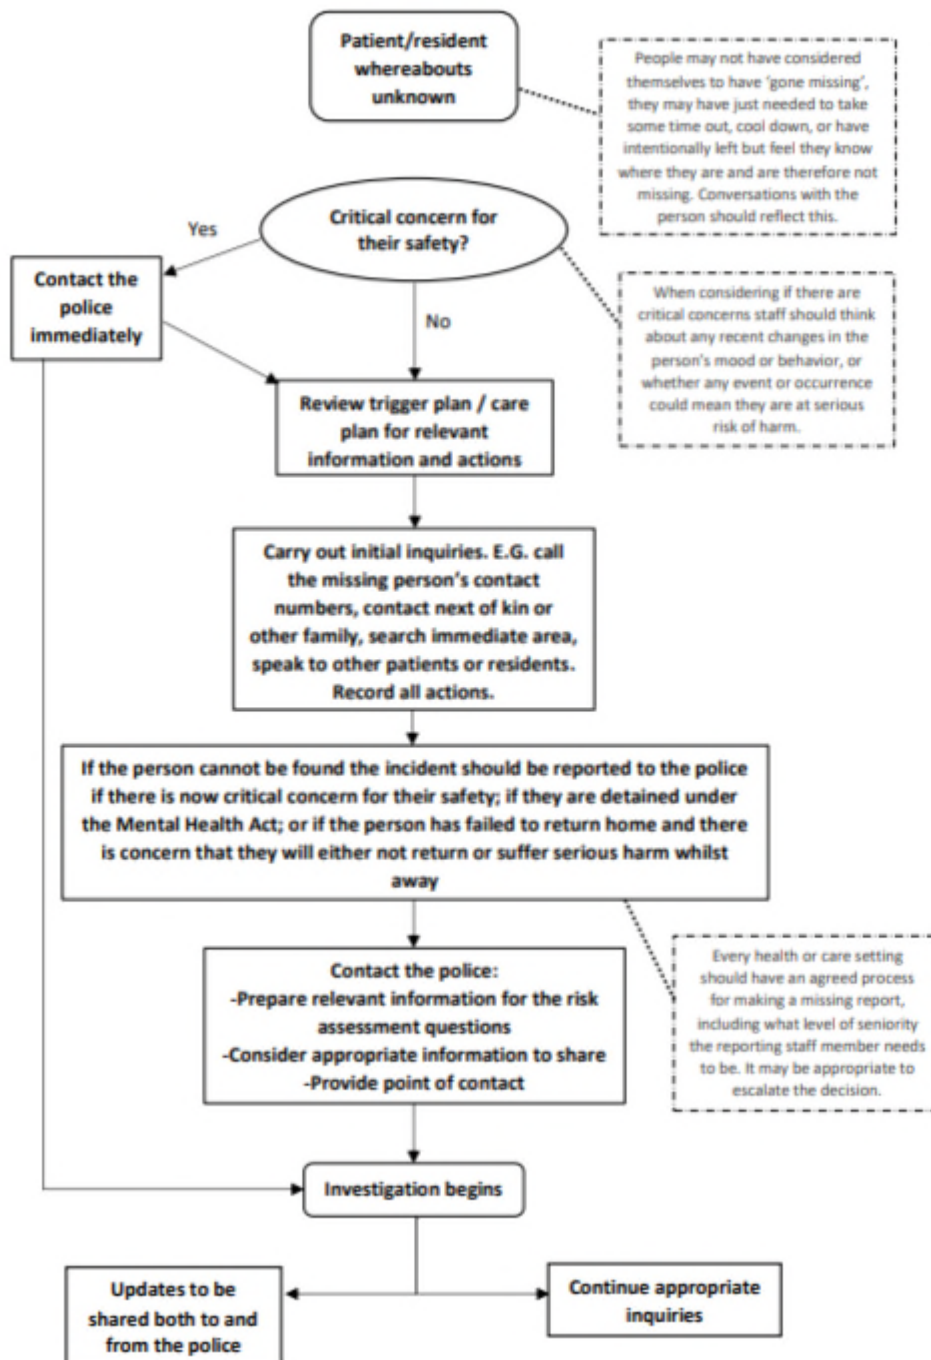 Patient/resident
whereabouts
unknown
People may not have considered
themselves to have ‘gone missing’,
they may have just needed to take
some time out, cool down, or have
intentionally left but feel they know
where they are and are therefore not
missing. Conversations with the
person should reflect this.
Critical concern for
their safety?
Yes
No
Contact the
police
immediately
When considering if there are
critical concerns staff should think
about any recent changes in the
person's mood or behavior, or
whether any event or occurrence
could mean they are at serious
risk of harm.
Review trigger plan / care
plan for relevant
information and actions
Carry out initial inquiries. E.G. call
the missing person's contact
numbers, contact next of kin or
other family, search immediate area,
speak to other patients or residents.
Record all actions.
If the person cannot be found the incident should be reported to the police
if there is now critical concern for their safety; if they are detained under
the Mental Health Act; or if the person has failed to return home and there
is concern that they will either not return or suffer serious harm whilst
away
Every health or care setting
should have an agreed process
for making a missing report,
including what level of seniority
the reporting staff member needs
to be. It may be appropriate to
escalate the decision.
Contact the police:
-Prepare relevant information for the risk
assessment questions
-Consider appropriate information to share
-Provide point of contact
Investigation begins
Updates to be
shared both to and
from the police
Continue appropriate
inquiries